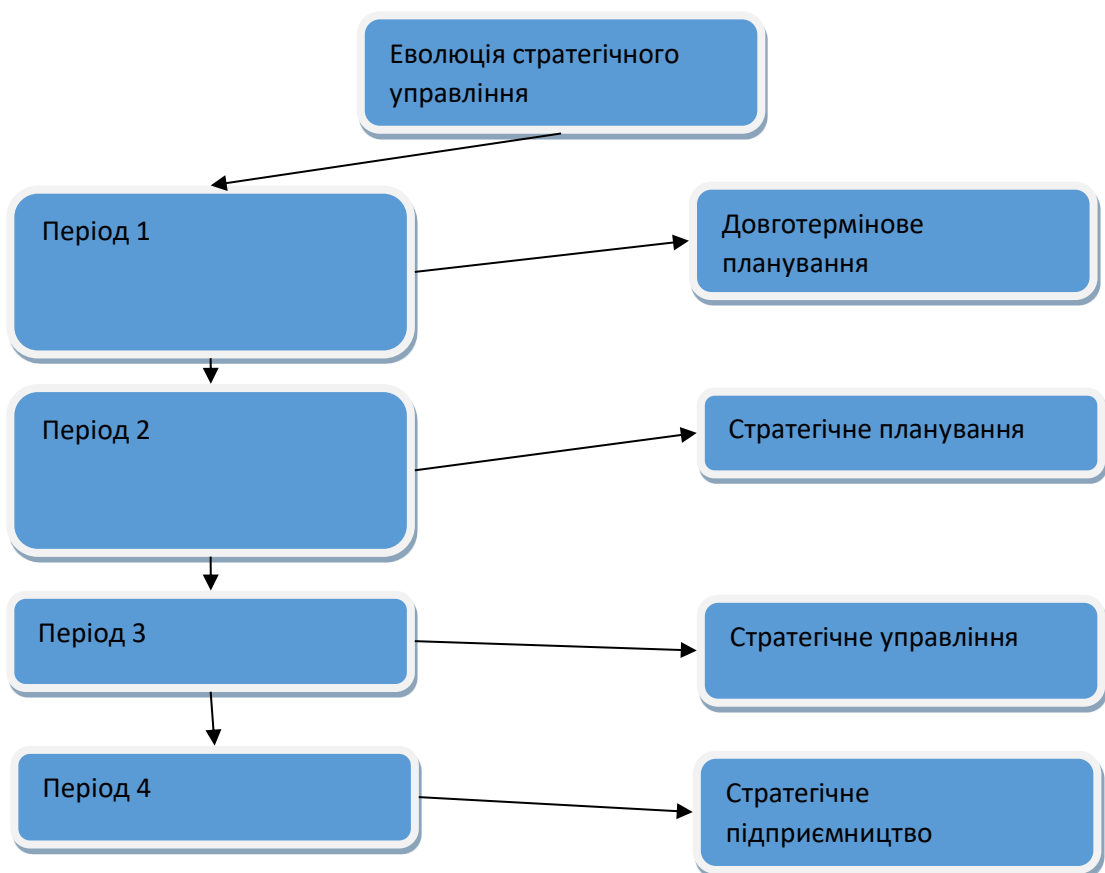 Еволюція стратегічного
управління
Період 1
Довготермінове
планування
Період 2
Стратегічне планування
Період 3
Стратегічне управління
Період 4
Стратегічне
підприємництво